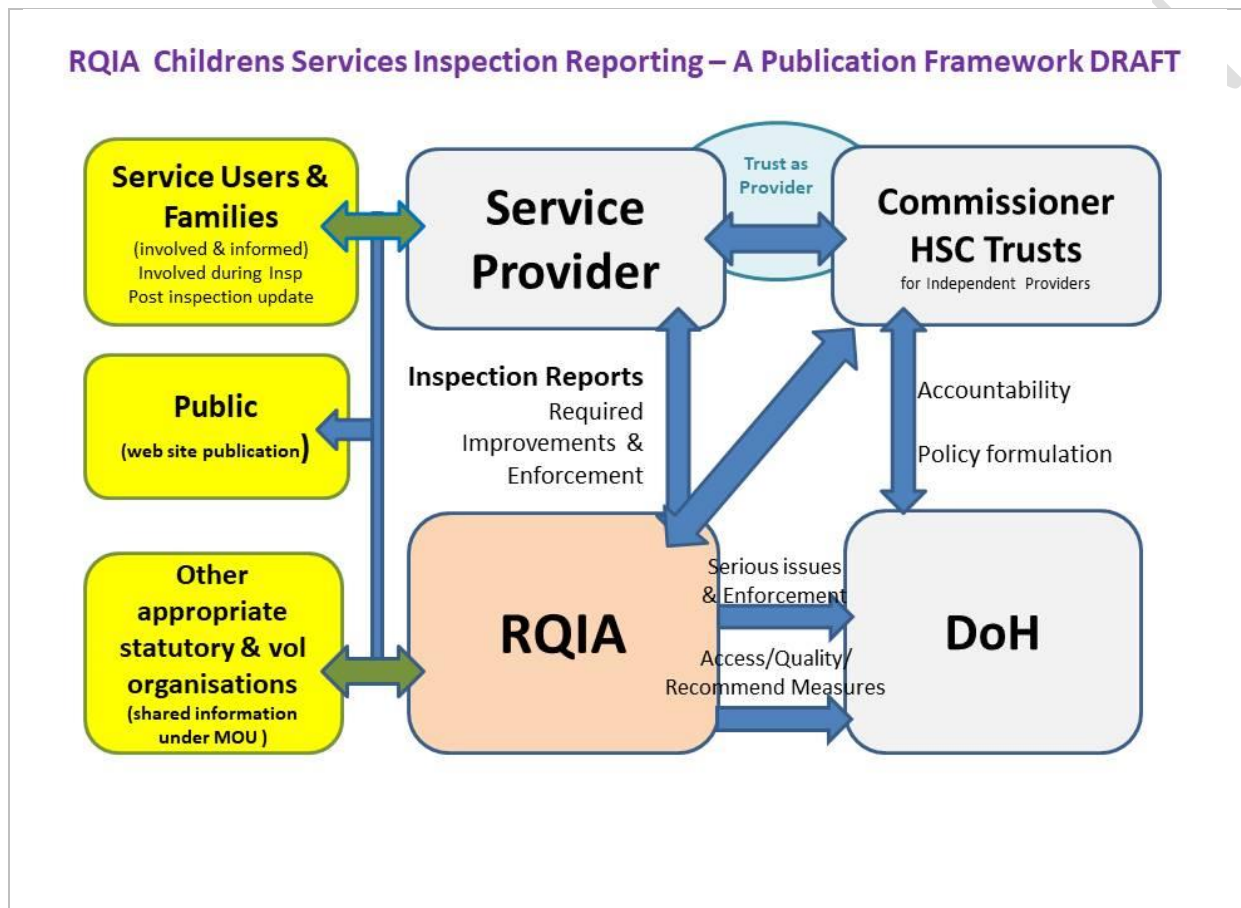 RQIA Childrens Services Inspection Reporting – A Publication Framework DRAFT
Service Users &
Families
(involved & informed)
Involved during Insp
Post inspection update
Service
Provider
Trust as
Provider
Commissioner
HSC Trusts
for Independent Providers
Public
(web site publication)
Inspection Reports
Required
Improvements &
Enforcement
Accountability
Policy formulation
Other
appropriate
statutory & vol
organisations
(shared information
under MOU )
RQIA
Serious issues
& Enforcement
Access/Quality/
Recommend Measures
DoH